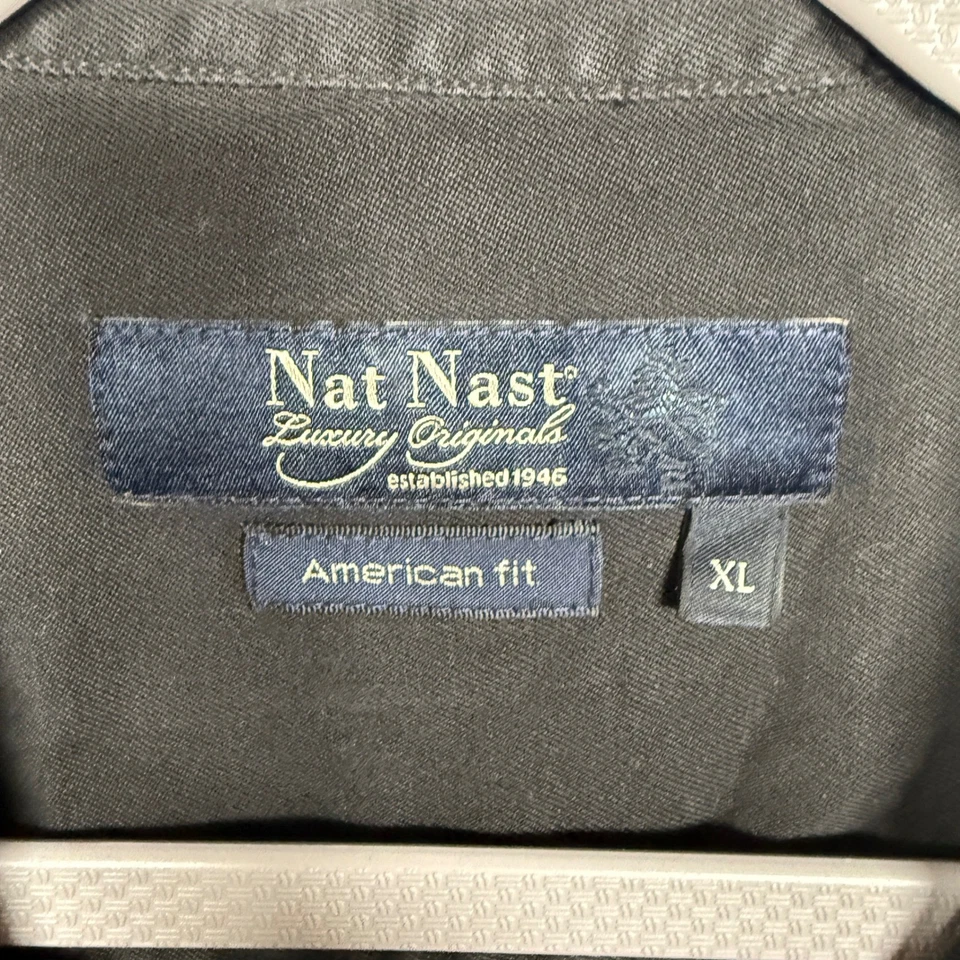 Nat Nast®
Luxury Originals
established 1946
American fit
XL